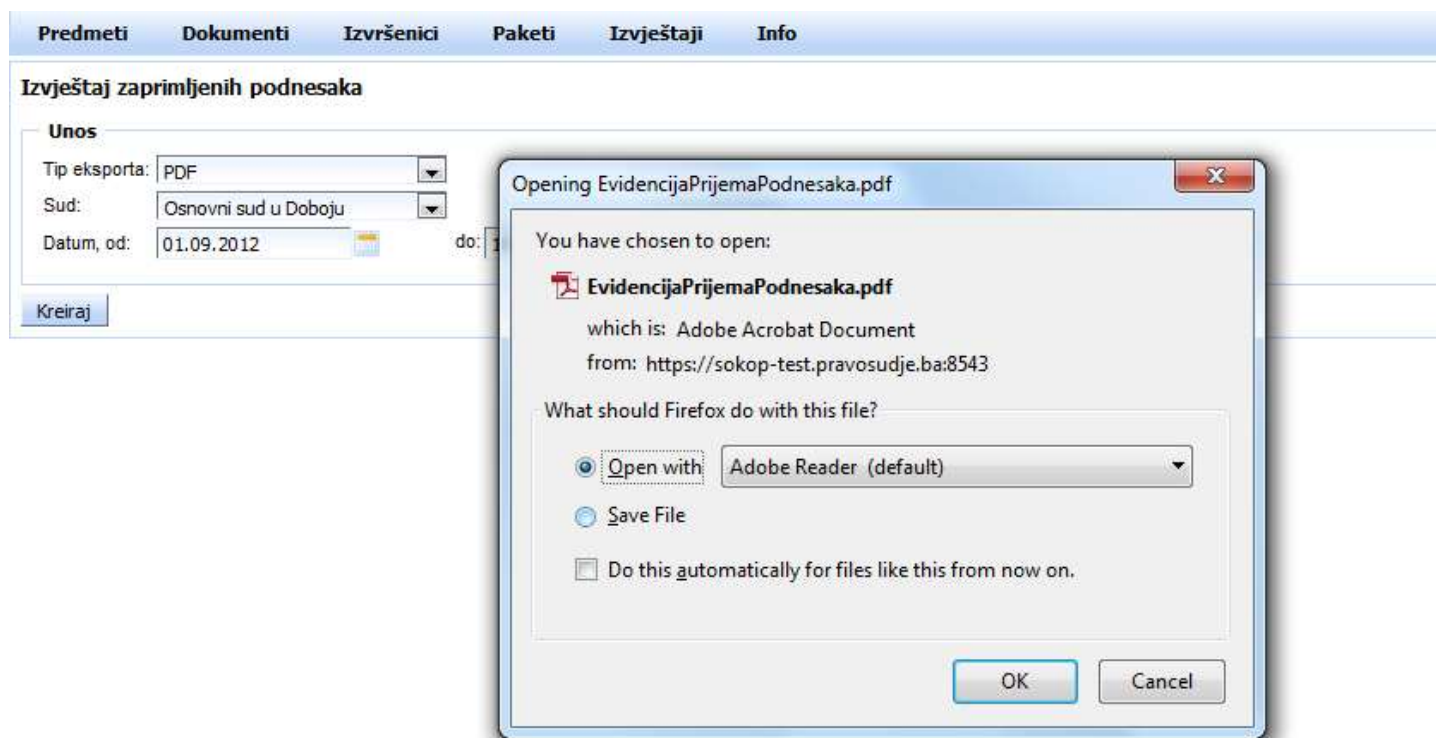 Predmeti Dokumenti Izvršenici Paketi Izvještaji Info
Izvještaj zaprimljenih podnesaka
Unos
Tip eksporta: PDF
Sud: Osnovni sud u Doboju
Datum, od: 01.09.2012 do:
Kreiraj
Opening EvidencijaPrijemaPodnesaka.pdf
You have chosen to open:
EvidencijaPrijemaPodnesaka.pdf
which is: Adobe Acrobat Document
from: https://sokop-test.pravosudje.ba:8543
What should Firefox do with this file?
Open with Adobe Reader (default)
Save File
Do this automatically for files like this from now on.
OK Cancel